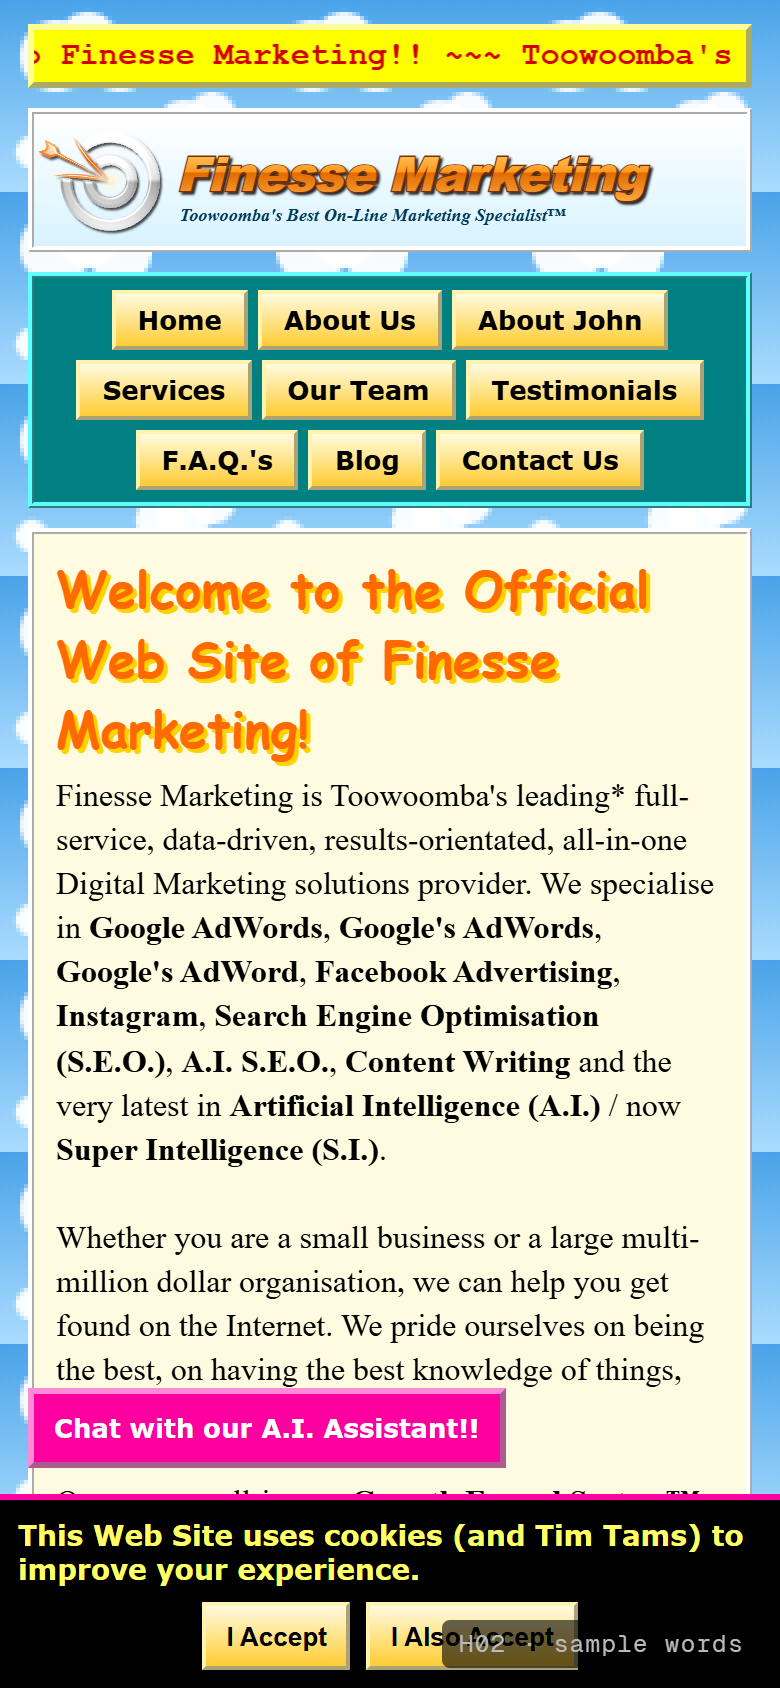 Finesse Marketing!! ~~~ Toowoomba's
Finesse Marketing
Toowoomba's Best On-Line Marketing Specialist™
Home About Us About John
Services Our Team Testimonials
F.A.Q.'s Blog Contact Us
Welcome to the Official
Web Site of Finesse
Marketing!
Finesse Marketing is Toowoomba's leading* full-
service, data-driven, results-orientated, all-in-one
Digital Marketing solutions provider. We specialise
in Google AdWords, Google's AdWords,
Google's AdWord, Facebook Advertising,
Instagram, Search Engine Optimisation
(S.E.O.), A.I. S.E.O., Content Writing and the
very latest in Artificial Intelligence (A.I.) / now
Super Intelligence (S.I.).
Whether you are a small business or a large multi-
million dollar organisation, we can help you get
found on the Internet. We pride ourselves on being
the best, on having the best knowledge of things,
Chat with our A.I. Assistant!!
This Web Site uses cookies (and Tim Tams) to
improve your experience.
I Accept I Also Accept
H02 - sample words